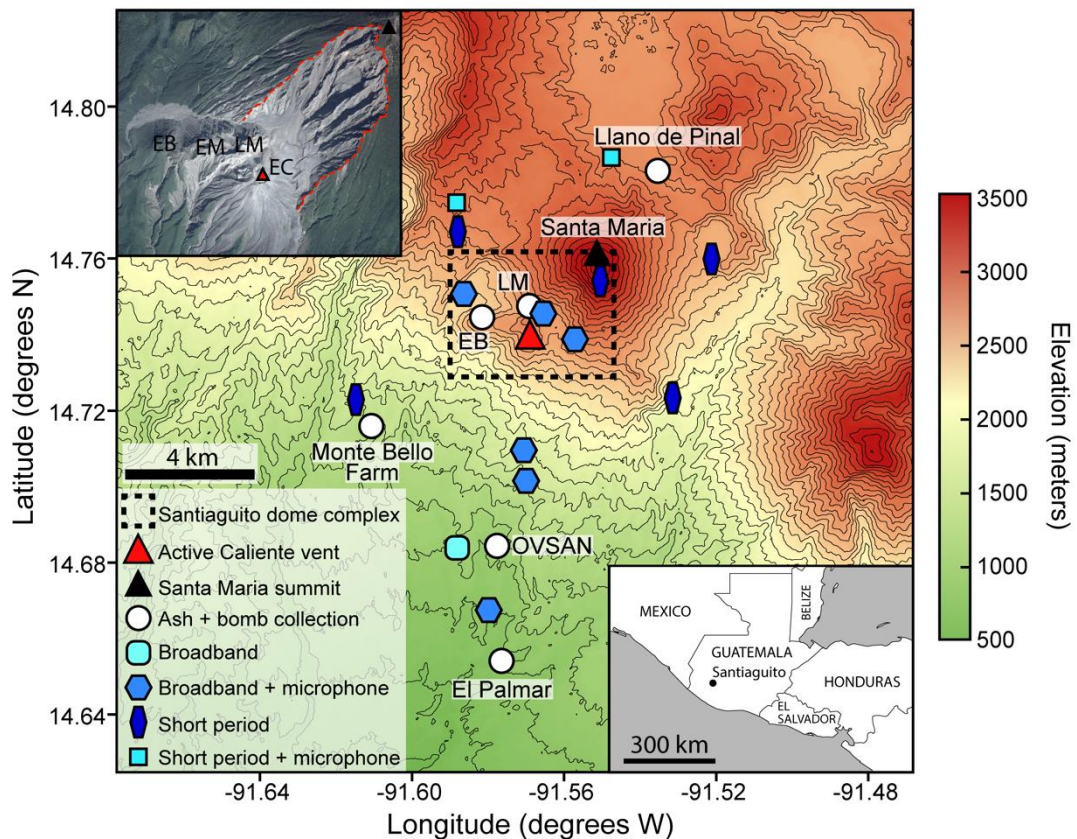 EB
EM
LM
EC
14.80
14.76
14.72
14.68
14.64
Latitude (degrees N)
Llano de Pinal
Santa Maria
LM
EB
Monte Bello
Farm
OVSAN
El Palmar
4 km
Santiaguito dome complex
Active Caliente vent
Santa Maria summit
Ash + bomb collection
Broadband
Broadband + microphone
Short period
Short period + microphone
MEXICO
BELIZE
GUATEMALA
Santiaguito
HONDURAS
EL
SALVADOR
300 km
-91.64
-91.60
-91.56
-91.52
-91.48
Longitude (degrees W)
3500
3000
2500
2000
1500
1000
500
Elevation (meters)